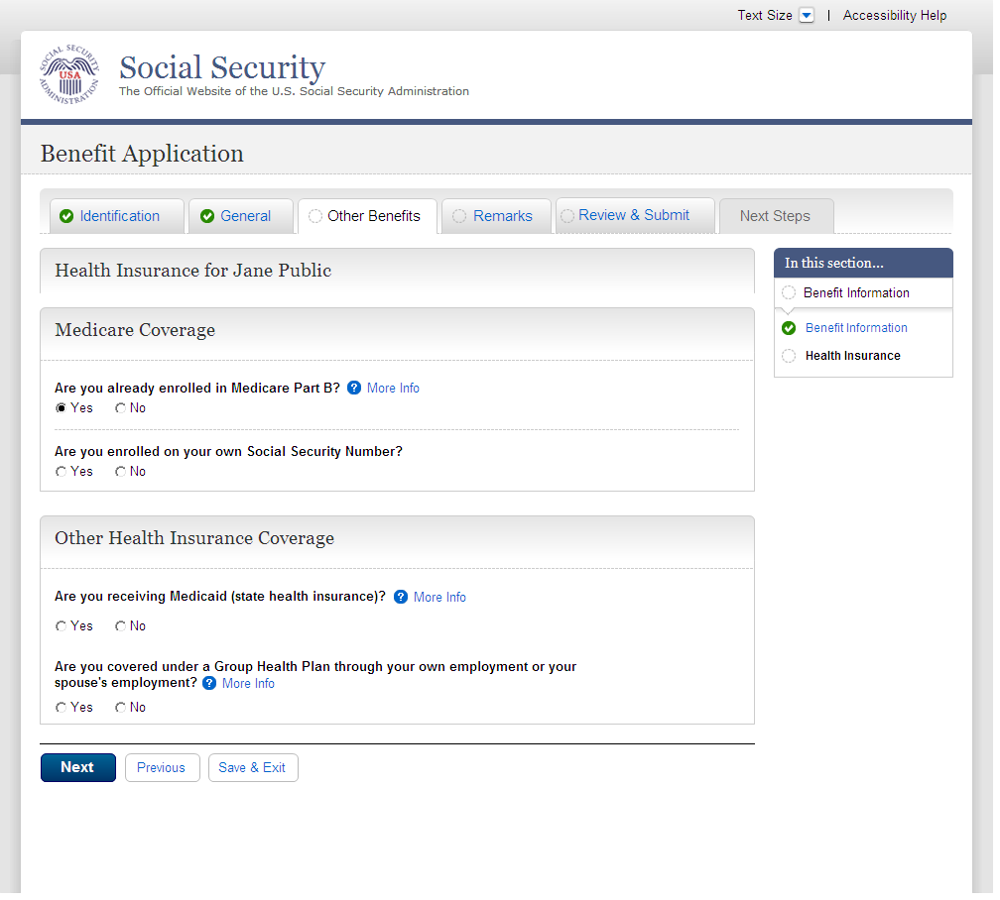 Text Size | Accessibility Help
SOCIAL SECURITY ADMINISTRATION
USA
Social Security
The Official Website of the U.S. Social Security Administration
Benefit Application
Identification General Other Benefits Remarks Review & Submit Next Steps
Health Insurance for Jane Public
Medicare Coverage
Are you already enrolled in Medicare Part B? ? More Info
Yes No
Are you enrolled on your own Social Security Number?
Yes No
Other Health Insurance Coverage
Are you receiving Medicaid (state health insurance)? ? More Info
Yes No
Are you covered under a Group Health Plan through your own employment or your
spouse's employment? ? More Info
Yes No
Next Previous Save & Exit
In this section...
Benefit Information
Benefit Information
Health Insurance